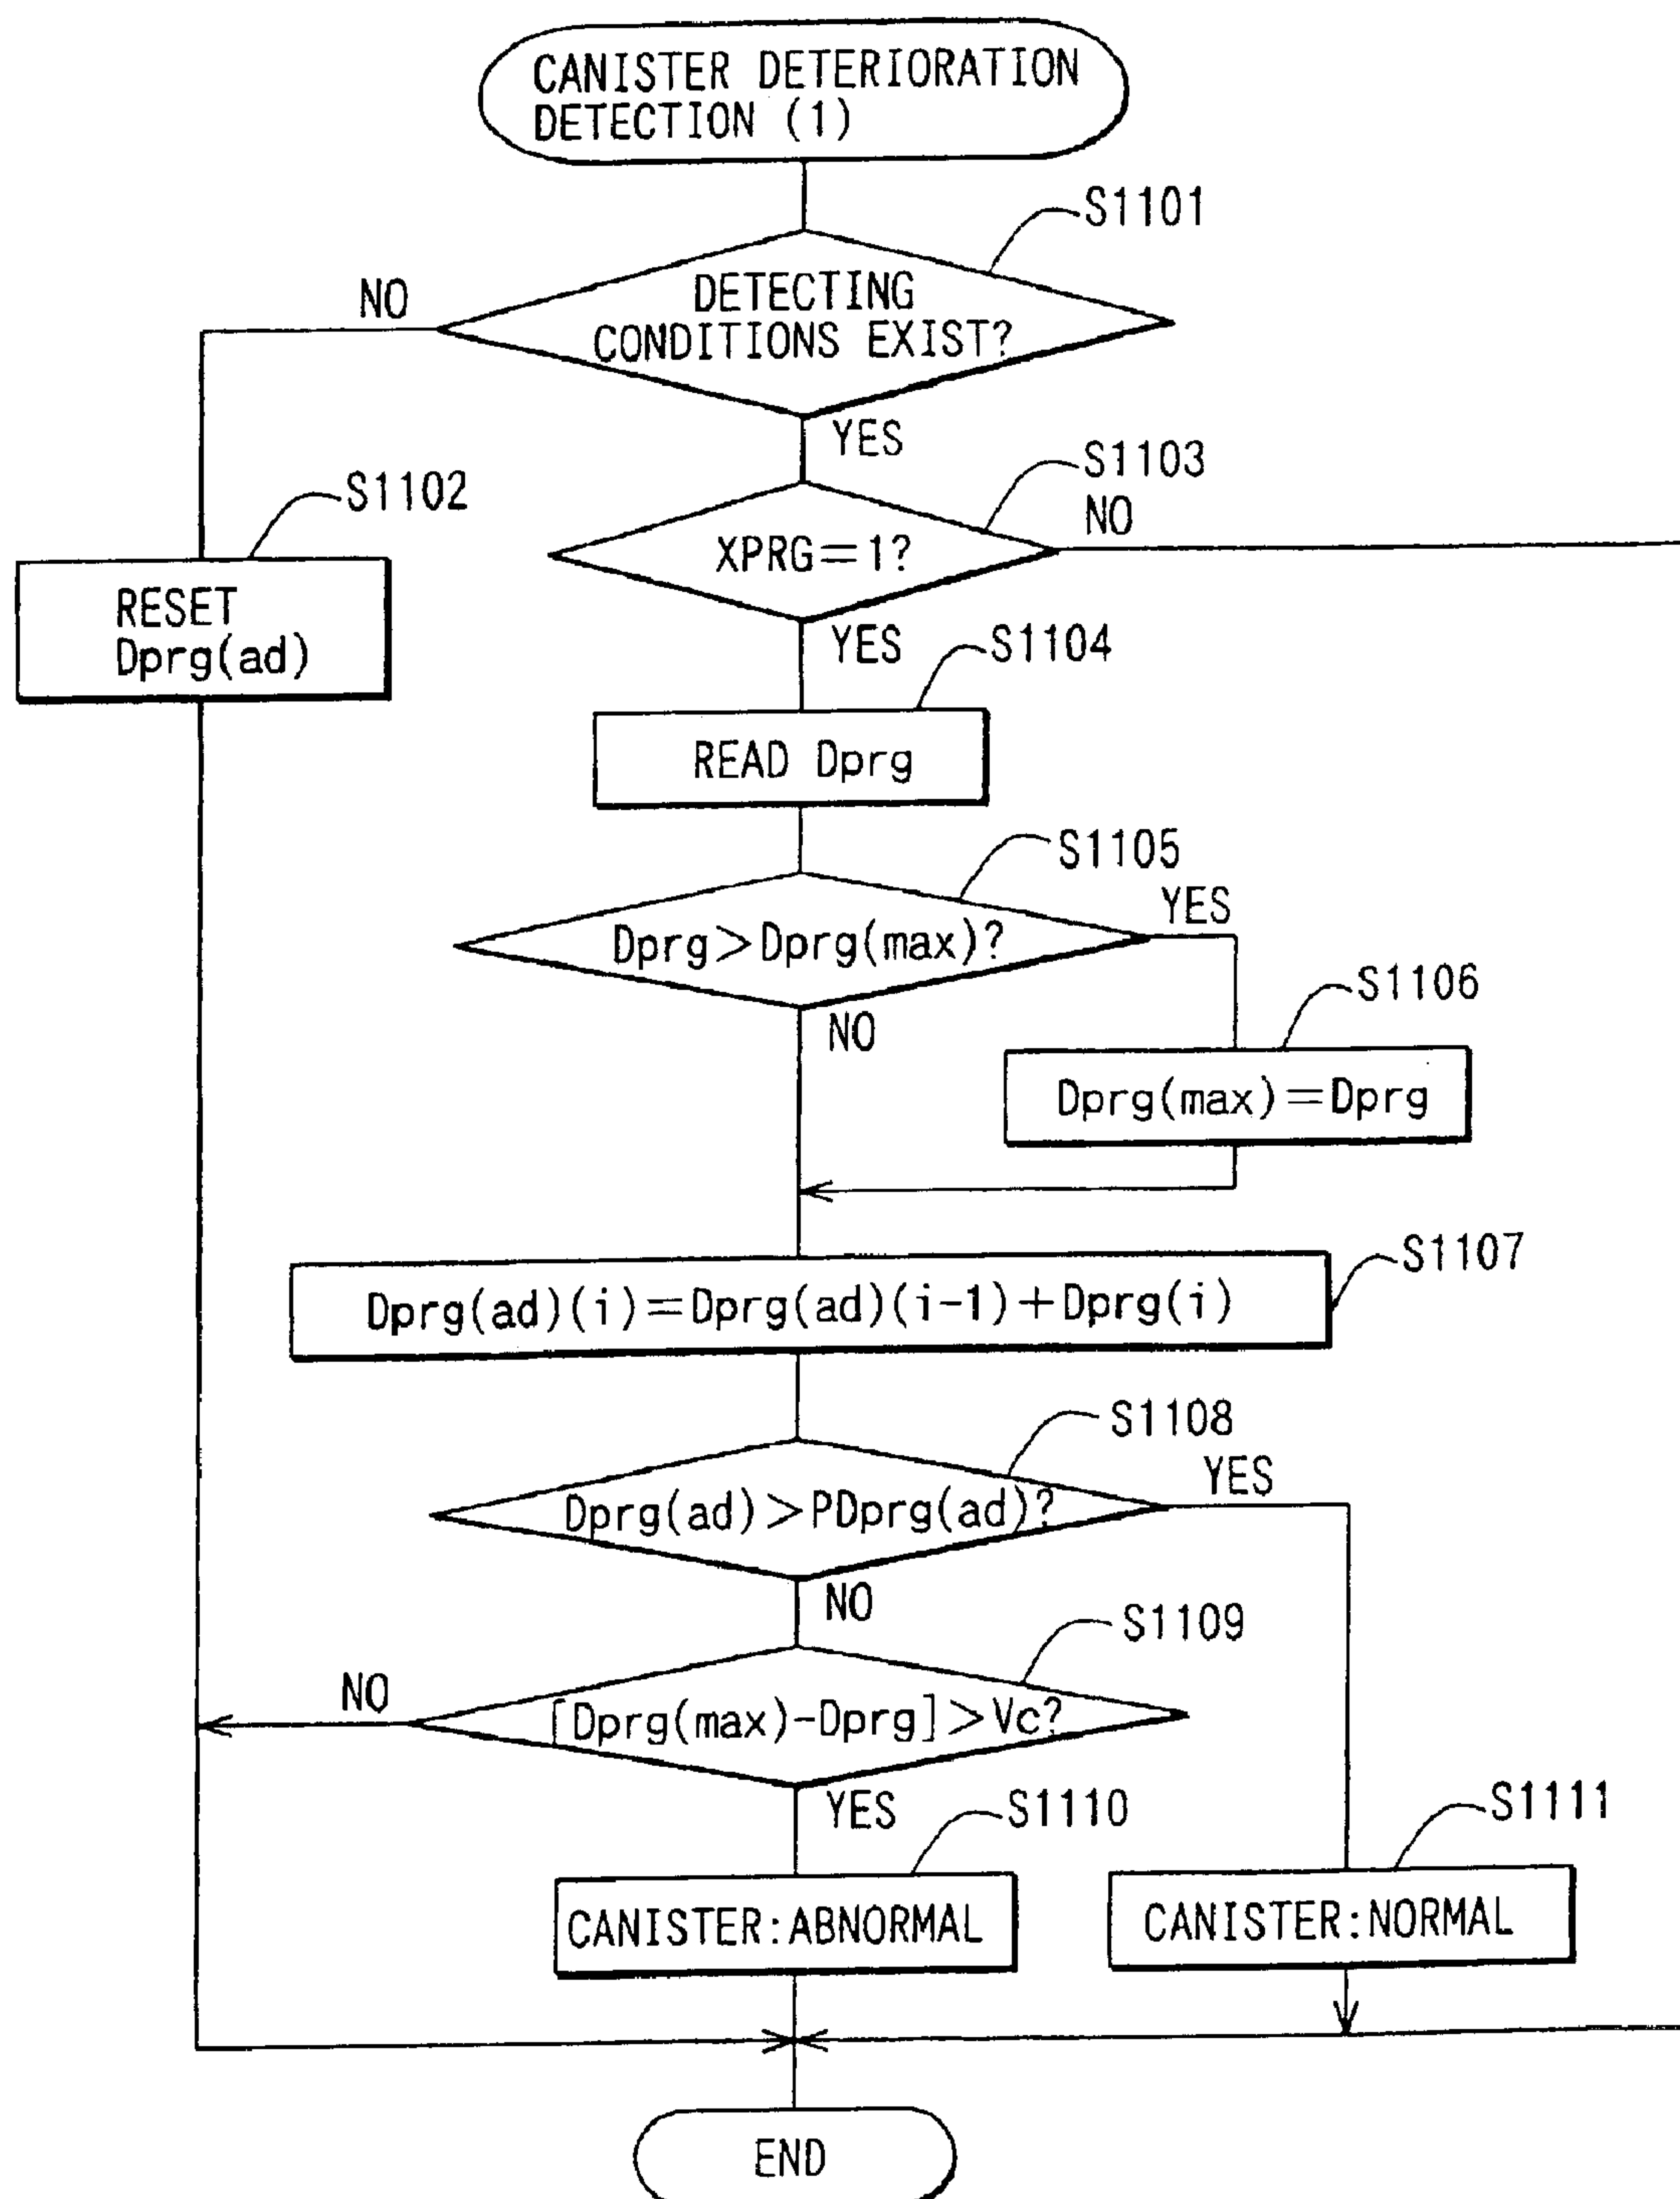 CANISTER DETERIORATION
DETECTION (1)
S1101
NO
DETECTING
CONDITIONS EXIST?
YES
S1103
S1102
NO
XPRG=1?
RESET
Dprg(ad)
YES
S1104
READ Dprg
S1105
YES
Dprg>Dprg(max)?
S1106
NO
Dprg(max)=Dprg
S1107
Dprg(ad)(i)=Dprg(ad)(i-1)+Dprg(i)
S1108
YES
Dprg(ad)>PDprg(ad)?
NO
S1109
NO
[Dprg(max)-Dprg]>Vc?
YES
S1110
S1111
CANISTER:ABNORMAL
CANISTER:NORMAL
END